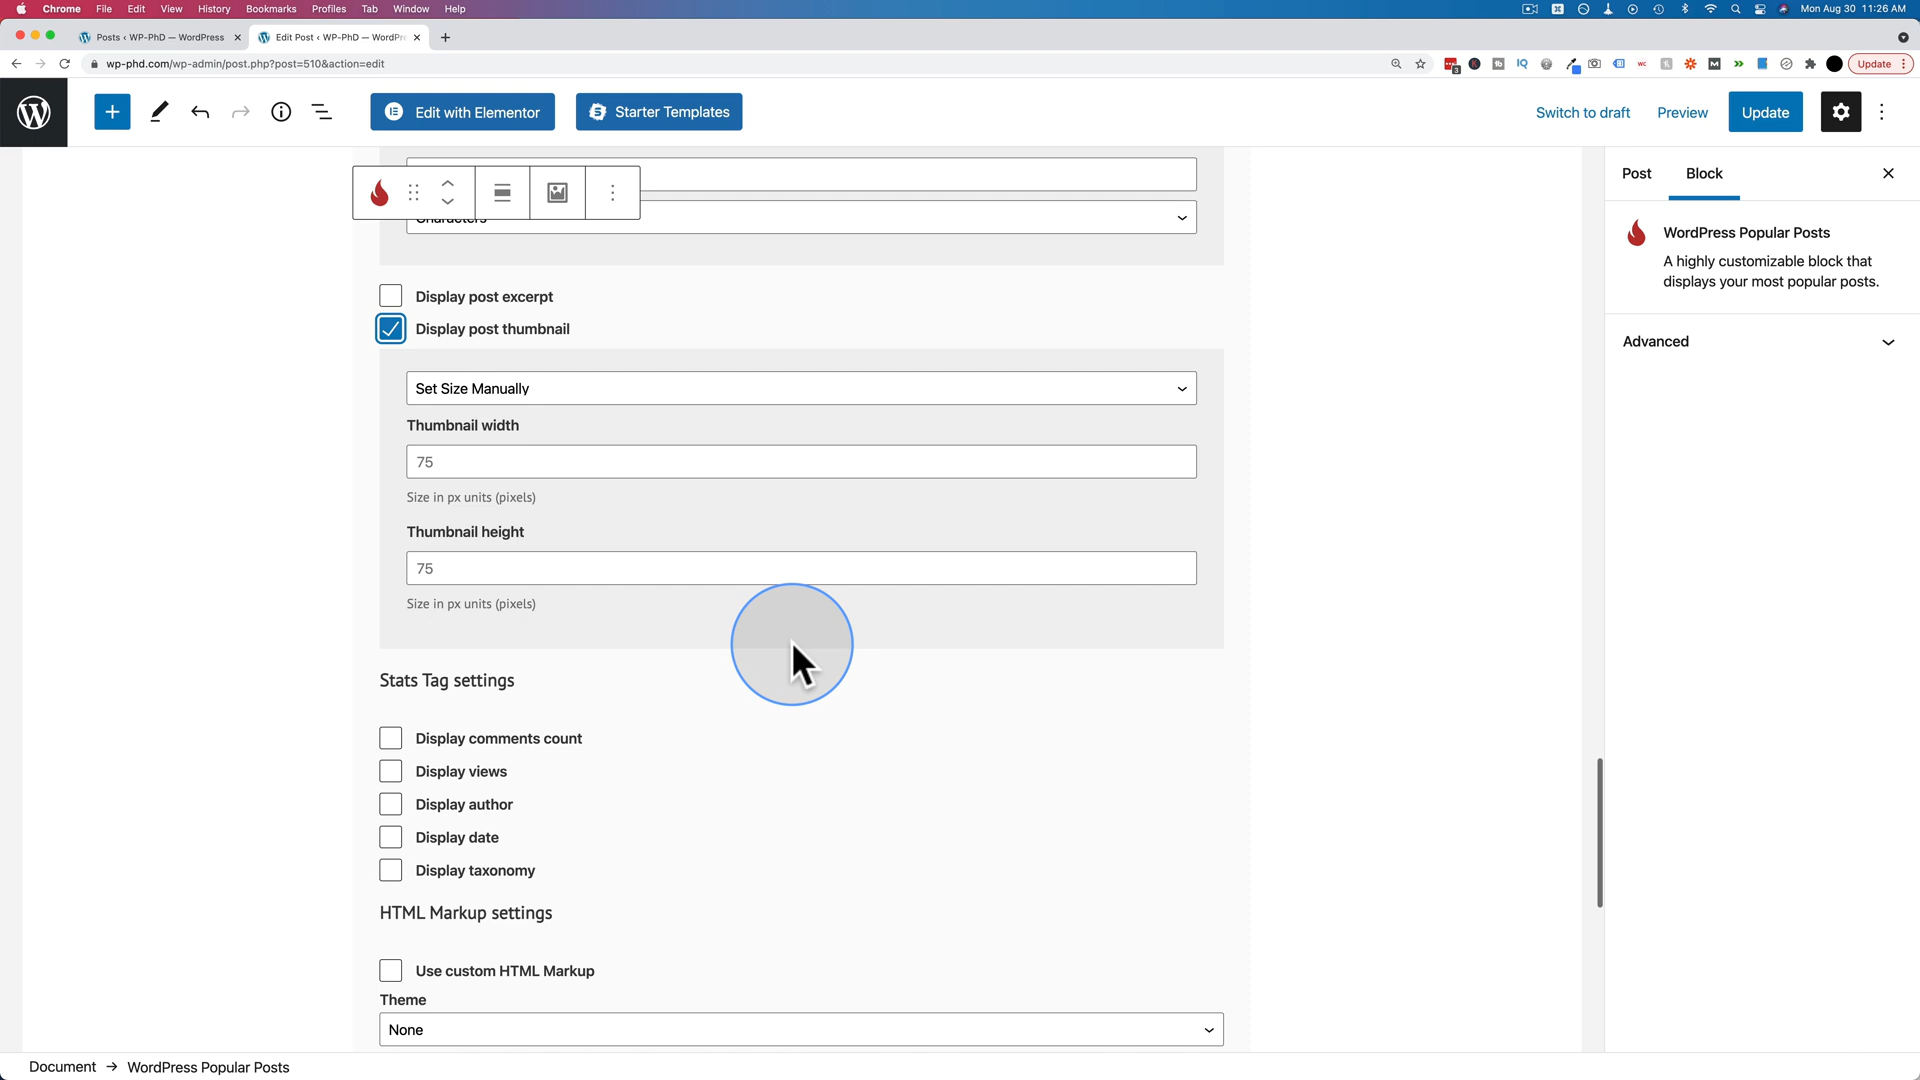 Chrome File Edit View History Bookmarks Profiles Tab Window Help Mon Aug 30 11:26 AM
Posts ‹ WP-PhD — WordPress Edit Post ‹ WP-PhD — WordPr
wp-phd.com/wp-admin/post.php?post=510&action=edit Update
Edit with Elementor Starter Templates Switch to draft Preview Update
Post Block
Characters
WordPress Popular Posts
A highly customizable block that
displays your most popular posts.
Advanced
Display post excerpt
Display post thumbnail
Set Size Manually
Thumbnail width
75
Size in px units (pixels)
Thumbnail height
75
Size in px units (pixels)
Stats Tag settings
Display comments count
Display views
Display author
Display date
Display taxonomy
HTML Markup settings
Use custom HTML Markup
Theme
None
Document → WordPress Popular Posts